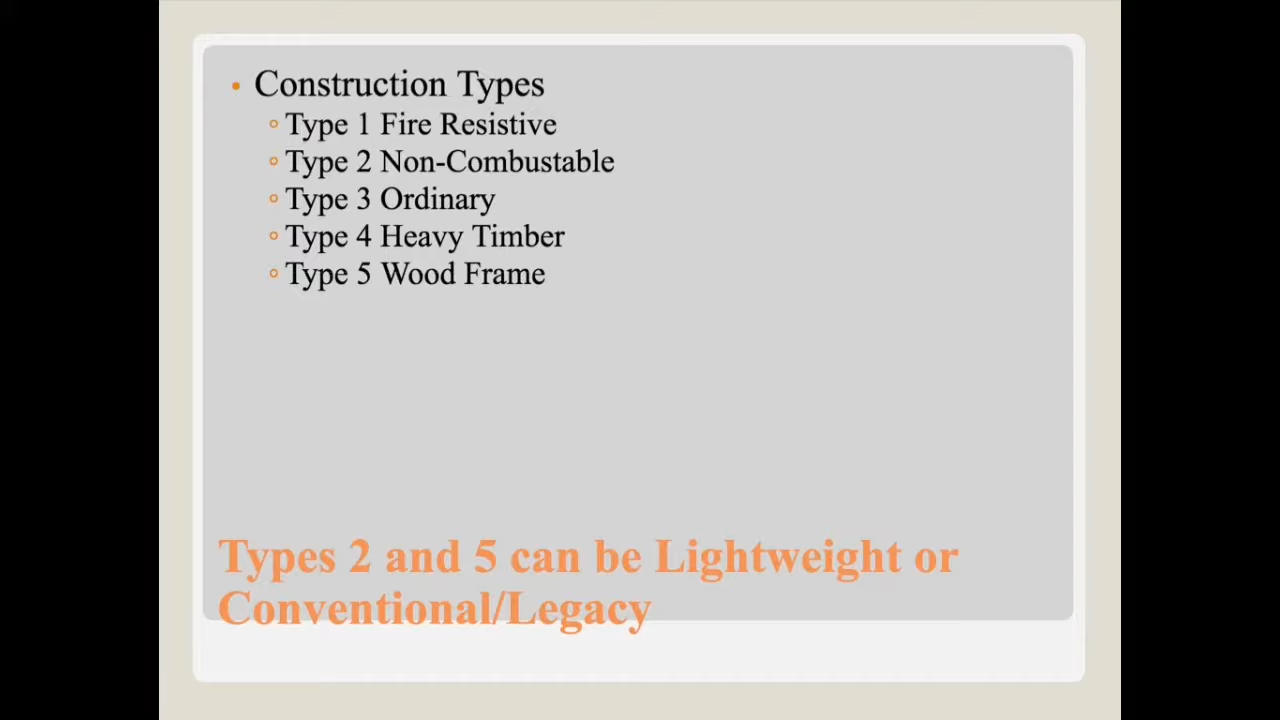 • Construction Types
◦ Type 1 Fire Resistive
◦ Type 2 Non-Combustable
◦ Type 3 Ordinary
◦ Type 4 Heavy Timber
◦ Type 5 Wood Frame
Types 2 and 5 can be Lightweight or
Conventional/Legacy